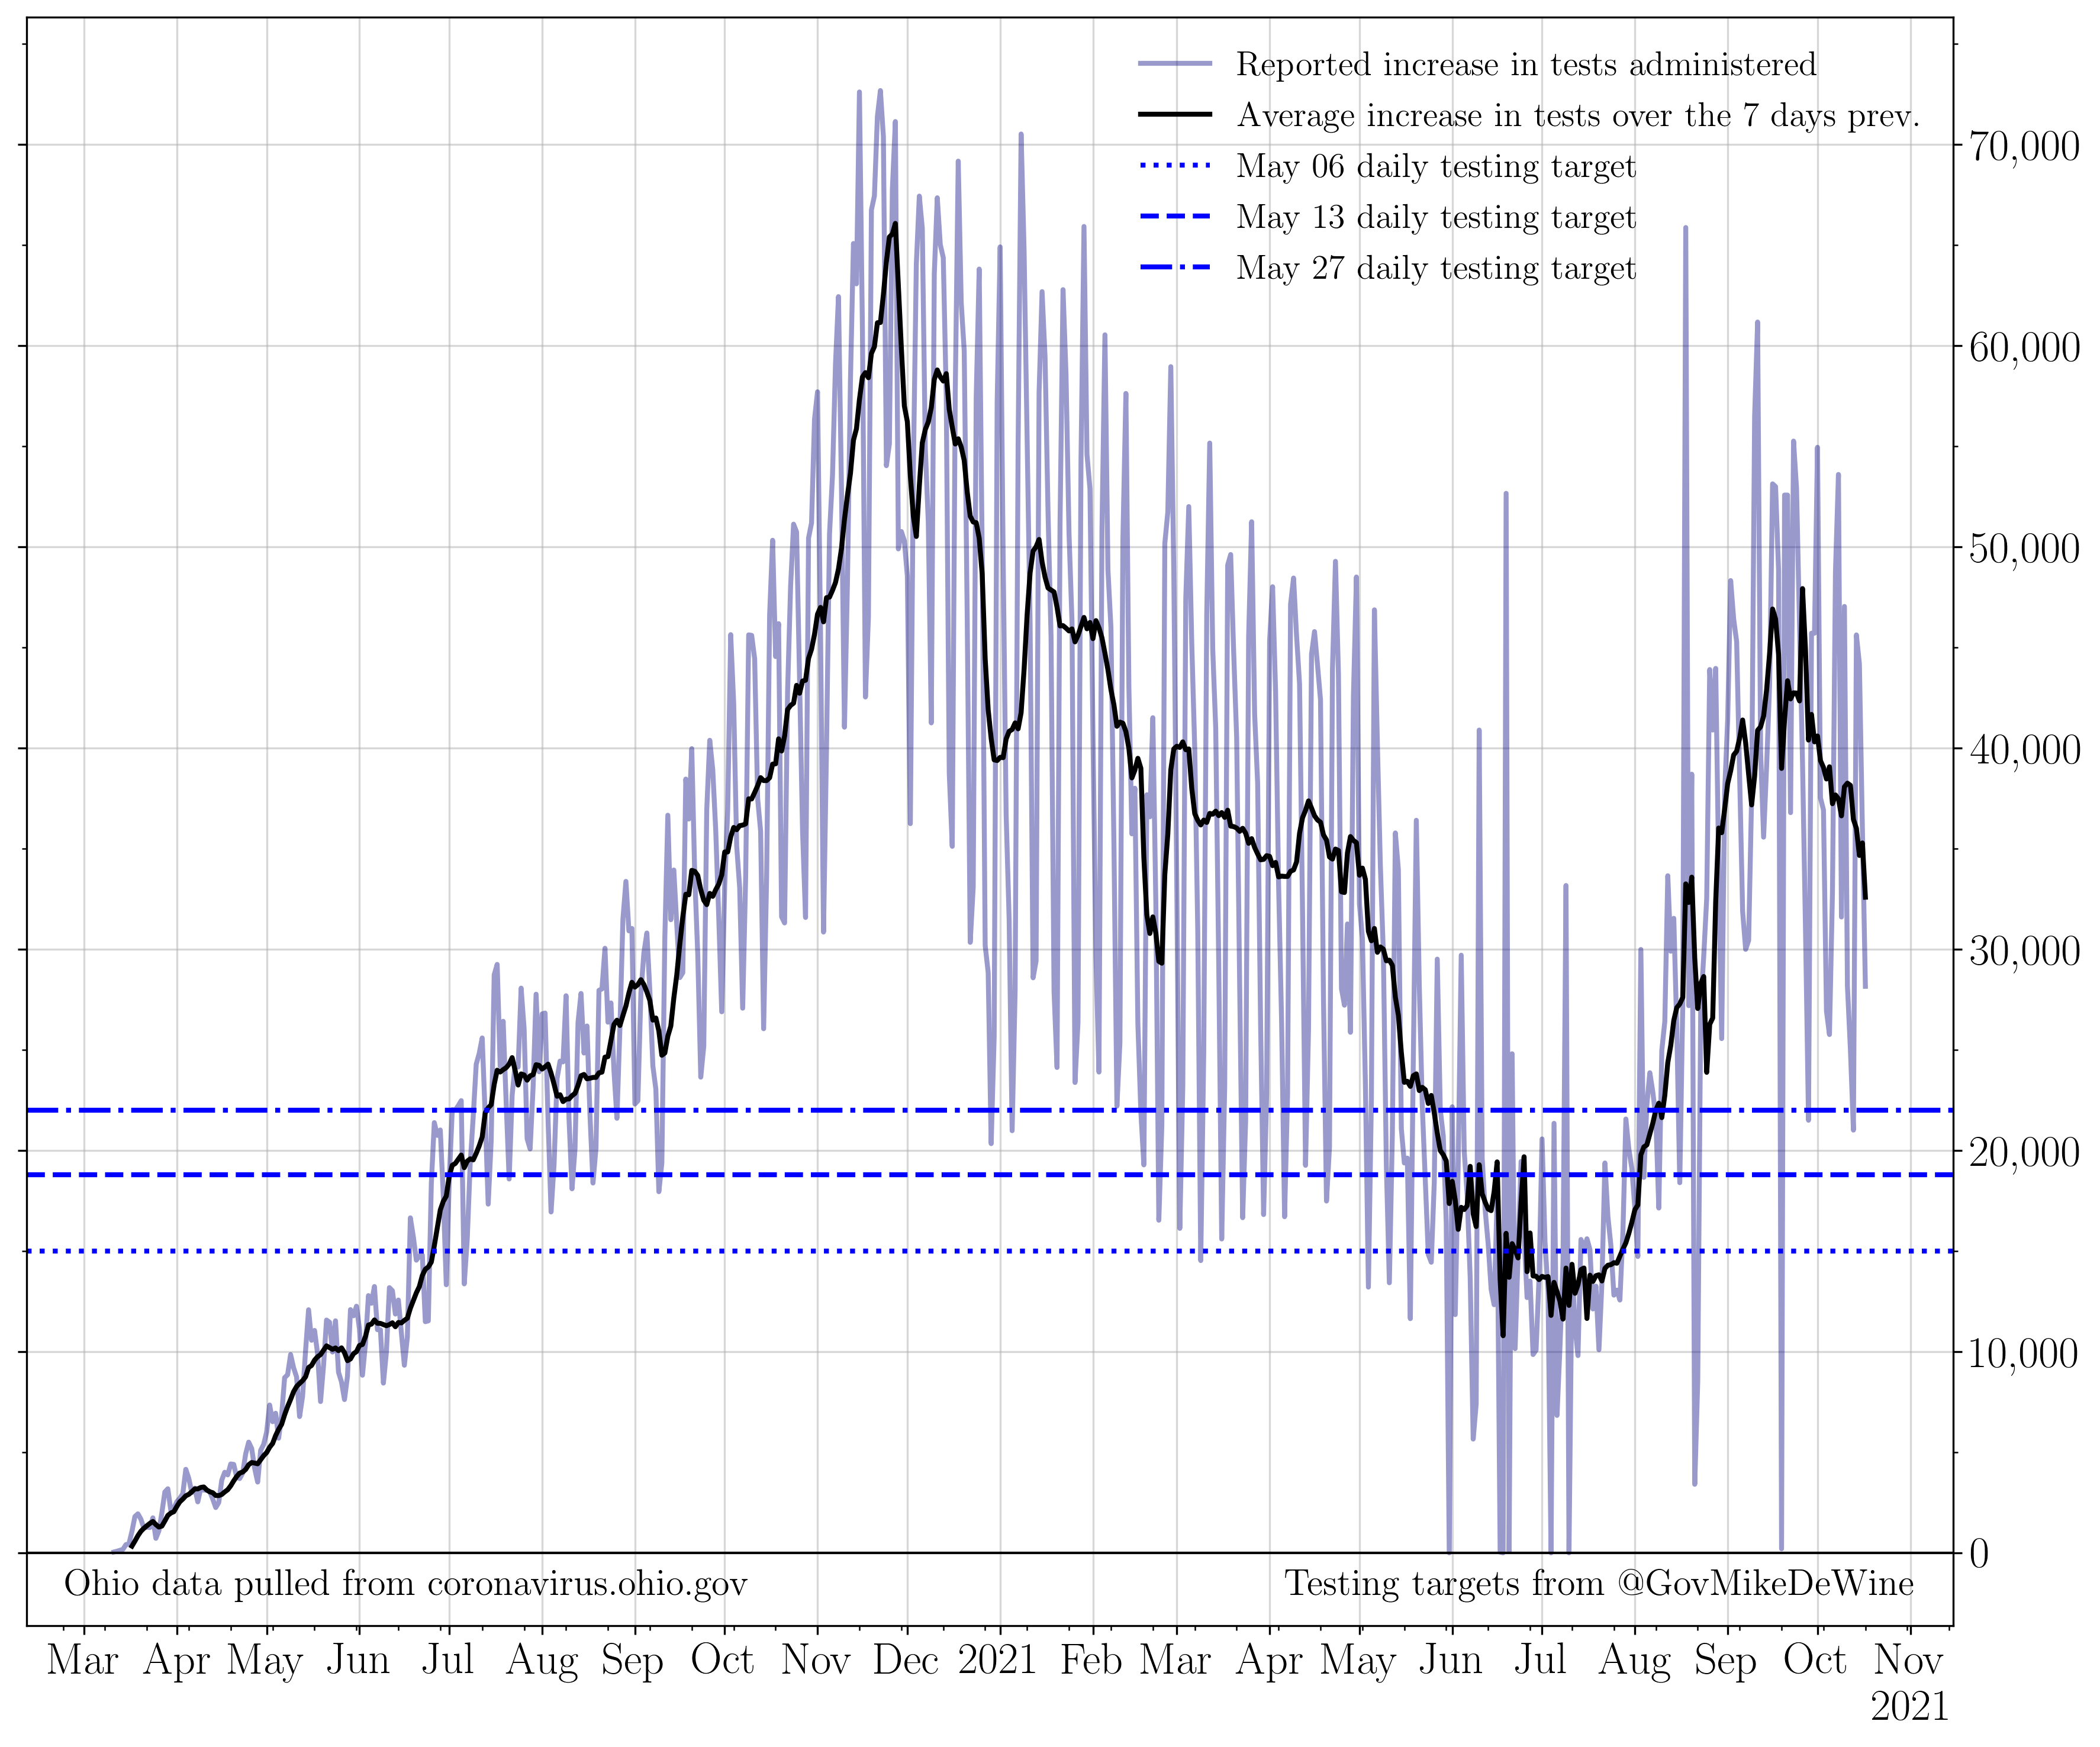 Reported increase in tests administered
Average increase in tests over the 7 days prev.
May 06 daily testing target
May 13 daily testing target
May 27 daily testing target
70,000
60,000
50,000
40,000
30,000
20,000
10,000
0
Ohio data pulled from coronavirus.ohio.gov
Testing targets from @GovMikeDeWine
Mar Apr May Jun Jul Aug Sep Oct Nov Dec 2021 Feb Mar Apr May Jun Jul Aug Sep Oct Nov
2021